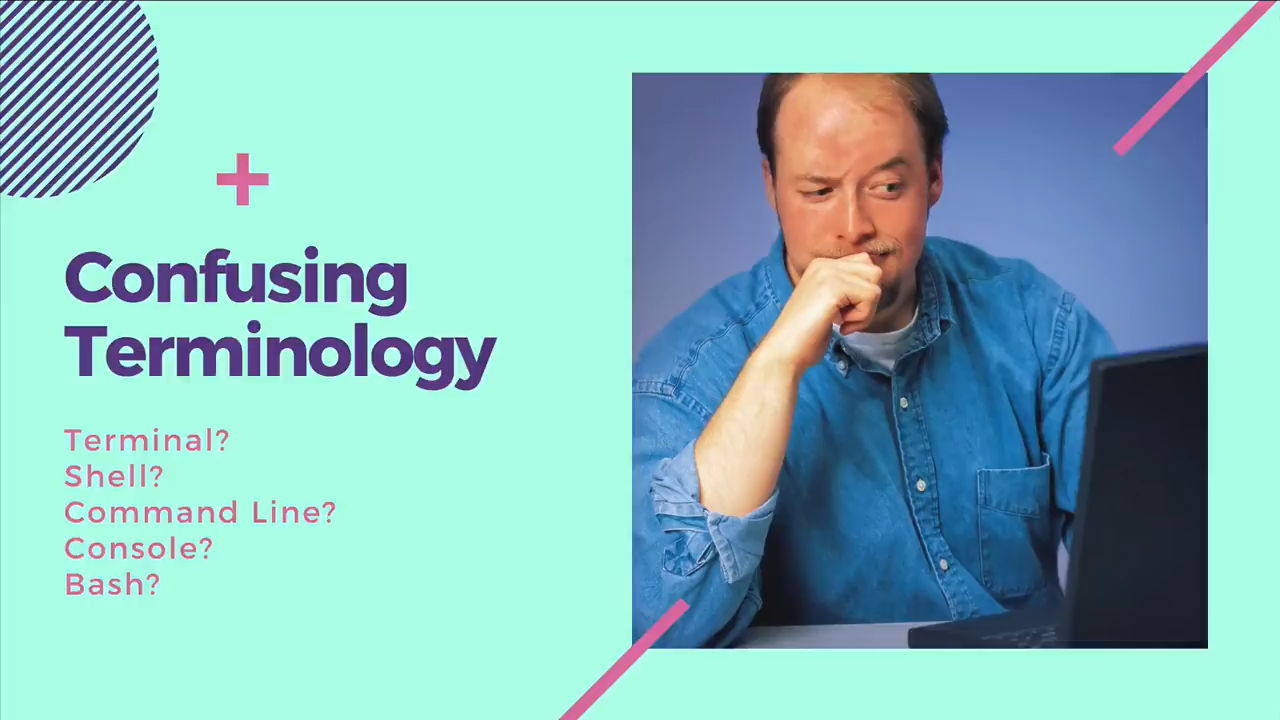 Confusing
Terminology
Terminal?
Shell?
Command Line?
Console?
Bash?